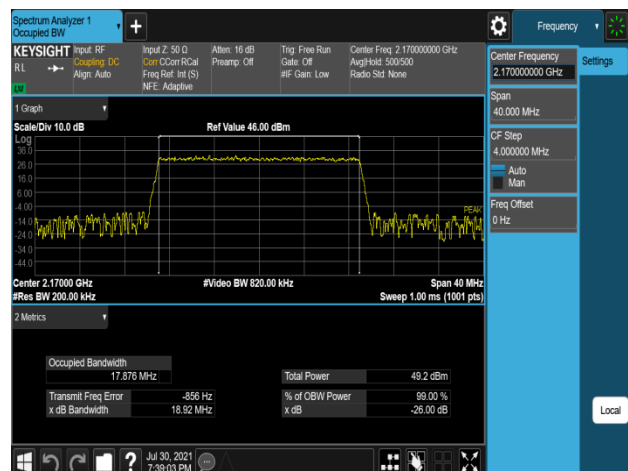 Spectrum Analyzer 1
Occupied BW
Frequency
KEYSIGHT
RL
Input: RF
Coupling: DC
Align: Auto
Input Z: 50 Ω
Corr CCorr RCal
Freq Ref: Int (S)
NFE: Adaptive
Atten: 16 dB
Preamp: Off
Trig: Free Run
Gate: Off
#IF Gain: Low
Center Freq: 2.170000000 GHz
Avg|Hold: 500/500
Radio Std: None
Center Frequency
2.170000000 GHz
Settings
Span
40.000 MHz
CF Step
4.000000 MHz
Auto
Man
Freq Offset
0 Hz
Local
1 Graph
Scale/Div 10.0 dB
Ref Value 46.00 dBm
Log
36.0
26.0
16.0
6.00
-4.00
-14.0
-24.0
-34.0
-44.0
PEAK
Center 2.17000 GHz
#Video BW 820.00 kHz
Span 40 MHz
#Res BW 200.00 kHz
Sweep 1.00 ms (1001 pts)
2 Metrics
Occupied Bandwidth
17.876 MHz
Total Power
49.2 dBm
Transmit Freq Error
-856 Hz
% of OBW Power
99.00 %
x dB Bandwidth
18.92 MHz
x dB
-26.00 dB
Jul 30, 2021
7:39:03 PM